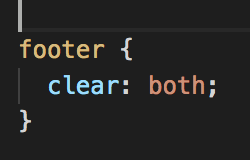 footer {
  clear: both;
}